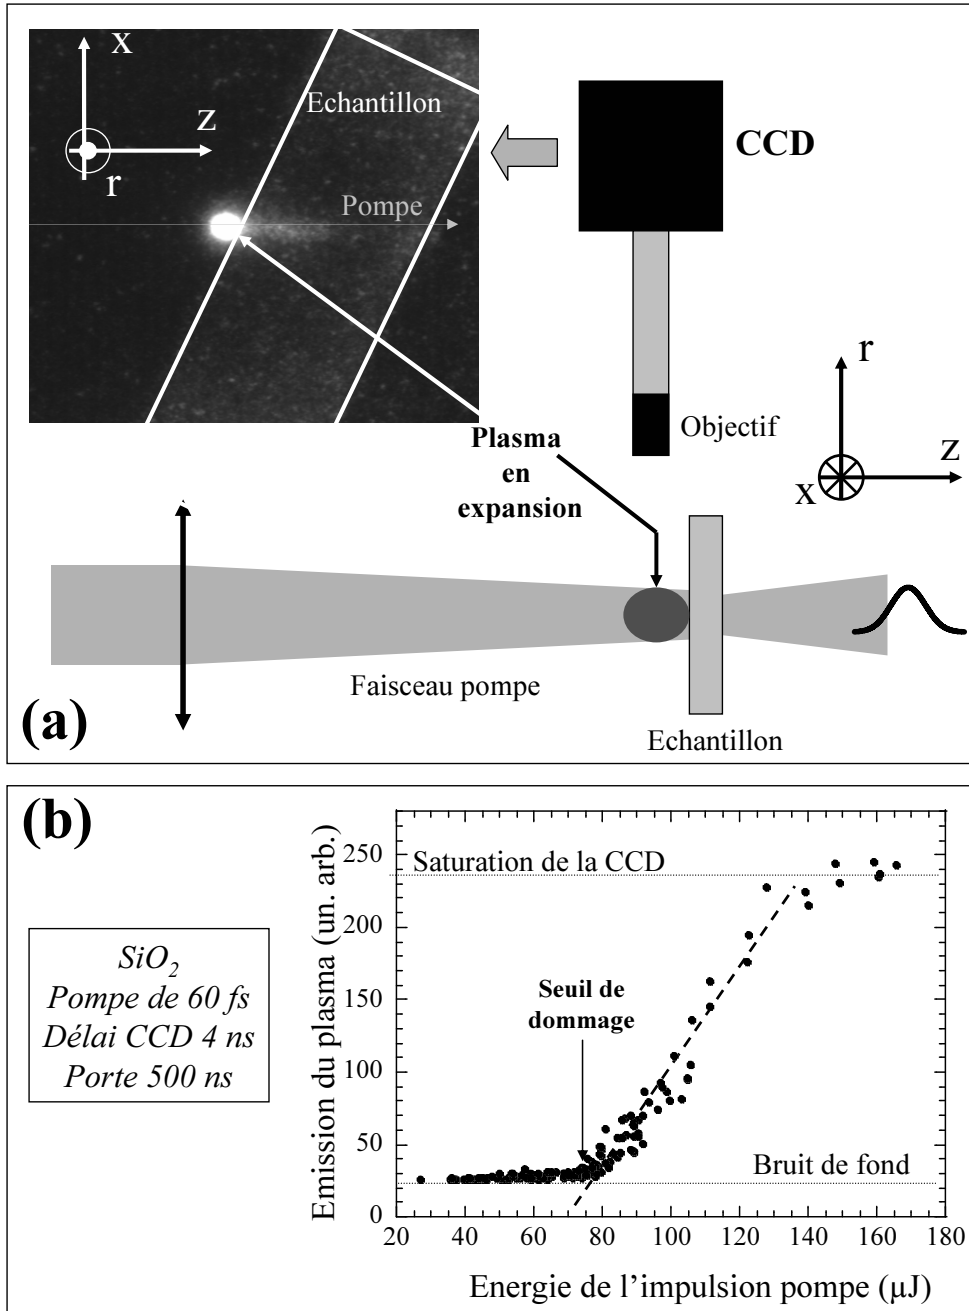 x
Echantillon
z
r
Pompe
CCD
Objectif
r
z
x
Plasma
en
expansion
Faisceau pompe
Echantillon
(a)
(b)
SiO2
Pompe de 60 fs
Délai CCD 4 ns
Porte 500 ns
Emission du plasma (un. arb.)
250
200
150
100
50
0
Saturation de la CCD
Seuil de
dommage
Bruit de fond
20 40 60 80 100 120 140 160 180
Energie de l'impulsion pompe (µJ)